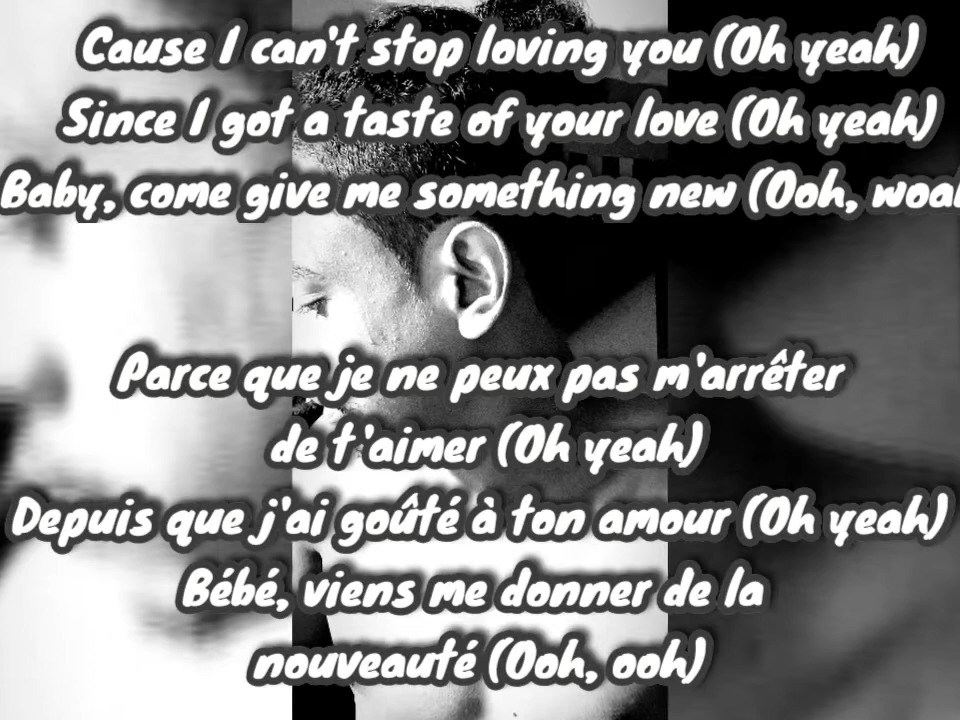 Cause I can't stop loving you (Oh yeah)
Since I got a taste of your love (Oh yeah)
Baby, come give me something new (Ooh,
Parce que je ne peux pas m'arrêter
de t'aimer (Oh yeah)
Depuis que j'ai goûté à ton amour (Oh yeah)
Bébé, viens me donner de la
nouveauté (Ooh, ooh)